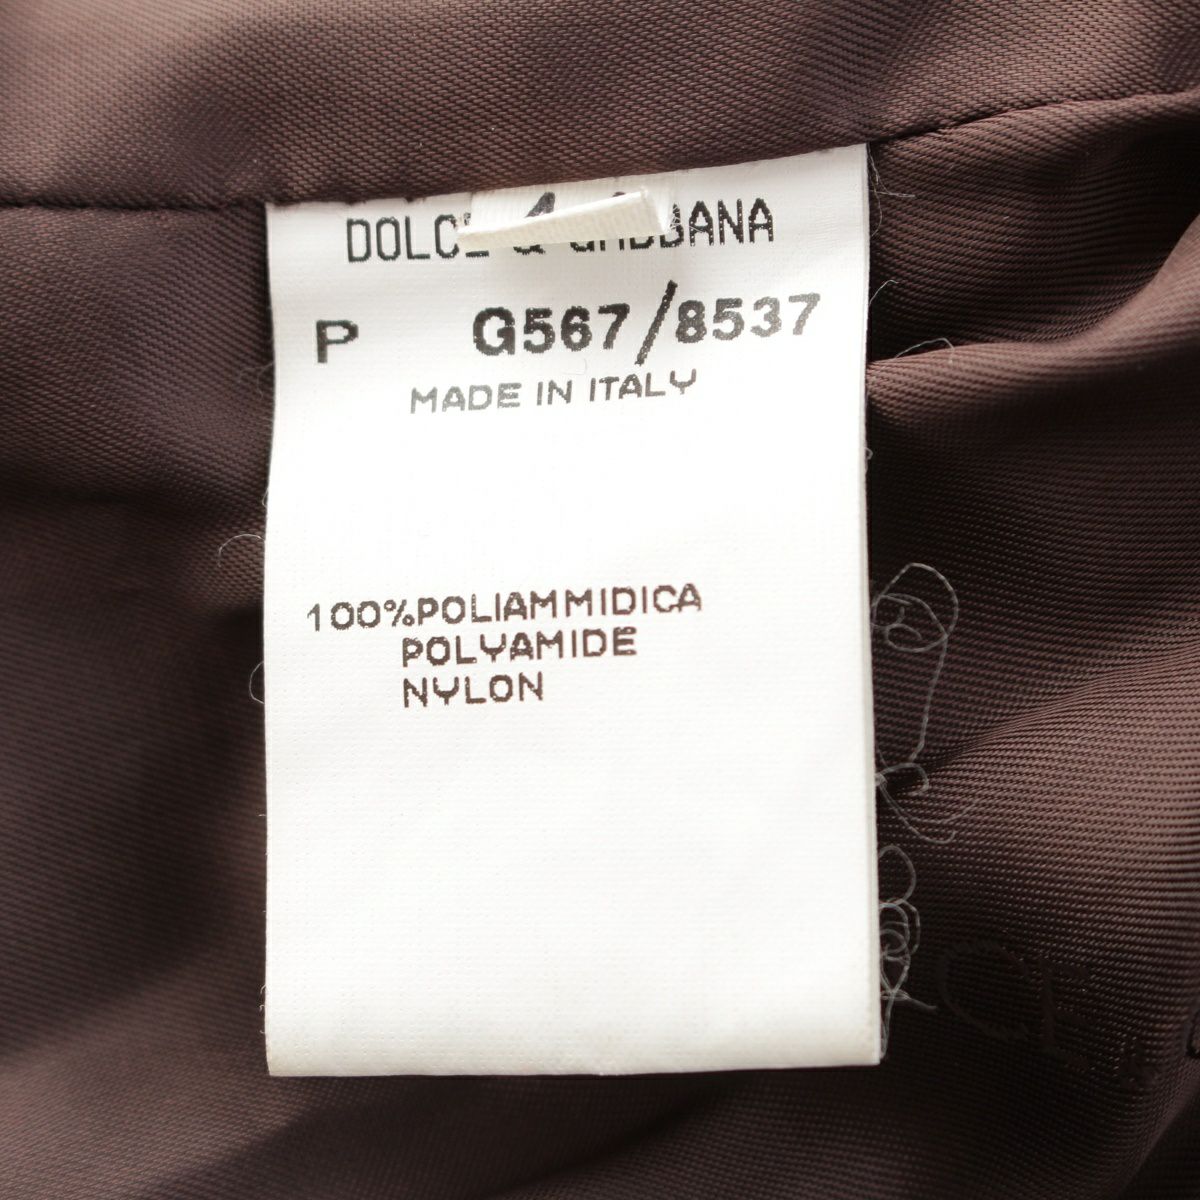 DOLCE & GABBANA
P G567/8537
MADE IN ITALY
100%POLIAMMIDICA
POLYAMIDE
NYLON